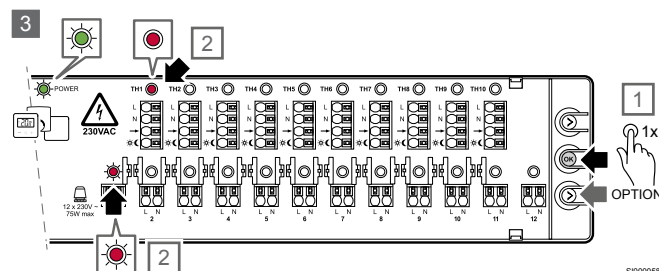 3
2
POWER
TH1 TH2 TH3 TH4 TH5 TH6 TH7 TH8 TH9 TH10
1
L
N
230VAC
1x
OK
OPTION
12 x 230V ~
75W max
L N L N L N L N L N L N L N L N L N L N L N
2 3 4 5 6 7 8 9 10 11 12
2